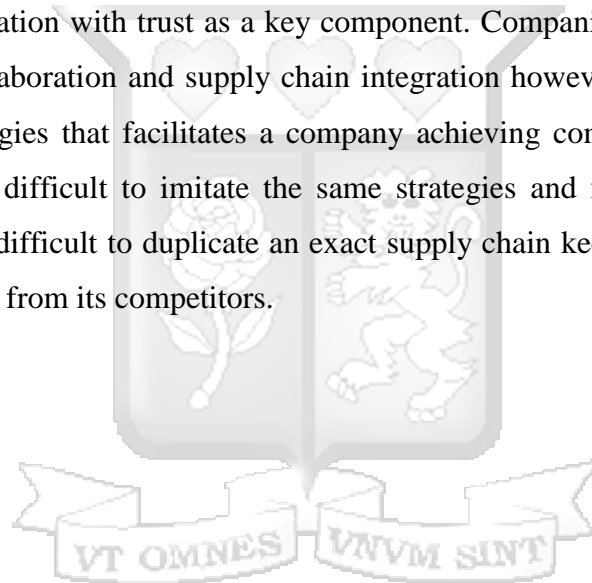 ation with trust as a key component. Compani
aboration and supply chain integration howev
gies that facilitates a company achieving con
difficult to imitate the same strategies and
difficult to duplicate an exact supply chain kee
from its competitors.
VT OMNES VNVM SINT